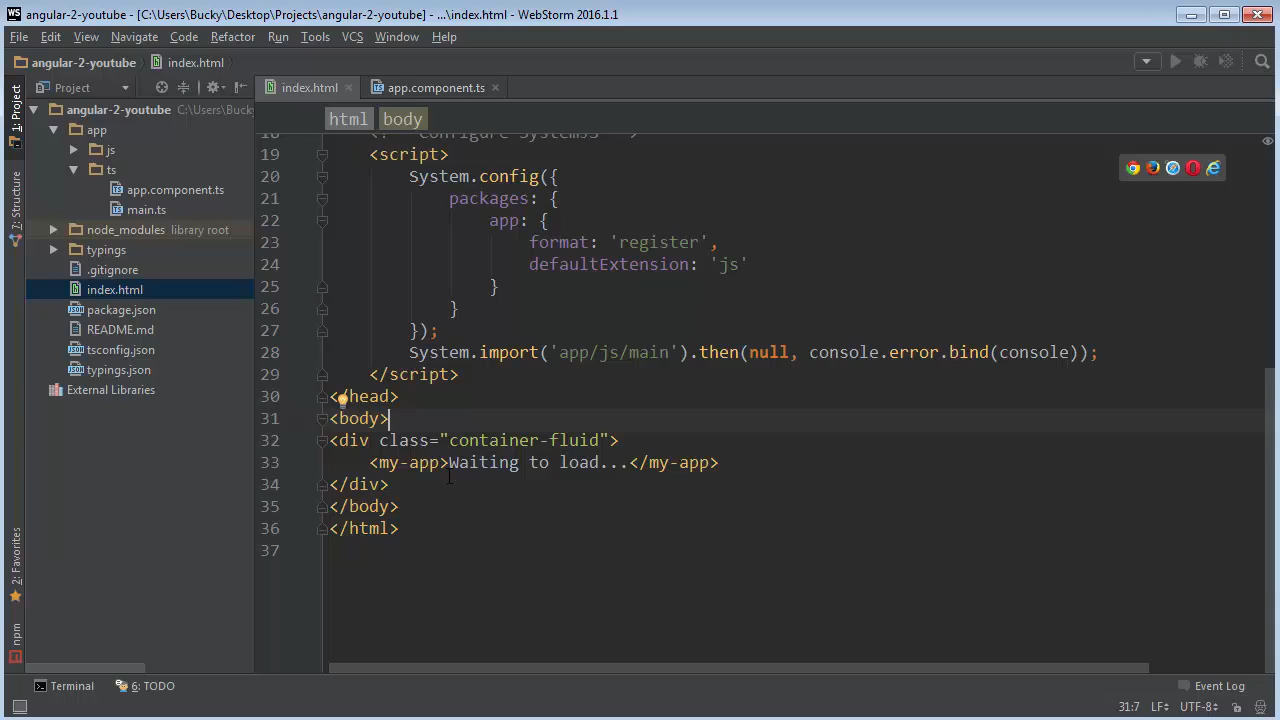 WS angular-2-youtube - [C:\Users\Bucky\Desktop\Projects\angular-2-youtube] - ...\index.html - WebStorm 2016.1.1
File Edit View Navigate Code Refactor Run Tools VCS Window Help
angular-2-youtube index.html
1: Project
7: Structure
2: Favorites
npm
Project
angular-2-youtube C:\Users\Bucky
app
js
ts
app.component.ts
main.ts
node_modules library root
typings
.gitignore
index.html
package.json
README.md
tsconfig.json
typings.json
External Libraries
index.html app.component.ts
html body
19 <script>
20 System.config({
21 packages: {
22 app: {
23 format: 'register',
24 defaultExtension: 'js'
25 }
26 }
27 });
28 System.import('app/js/main').then(null, console.error.bind(console));
29 </script>
30 </head>
31 <body>
32 <div class="container-fluid">
33 <my-app>Waiting to load...</my-app>
34 </div>
35 </body>
36 </html>
37
Terminal 6: TODO Event Log
31:7 LF UTF-8